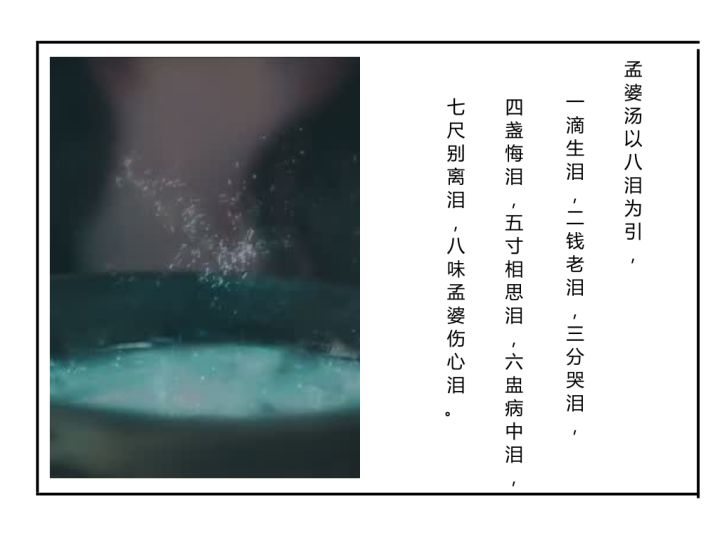 孟婆汤以八泪为引，
一滴生泪，二钱老泪，三分哭泪，
四盏悔泪，五寸相思泪，六盅病中泪，
七尺别离泪，八味孟婆伤心泪。